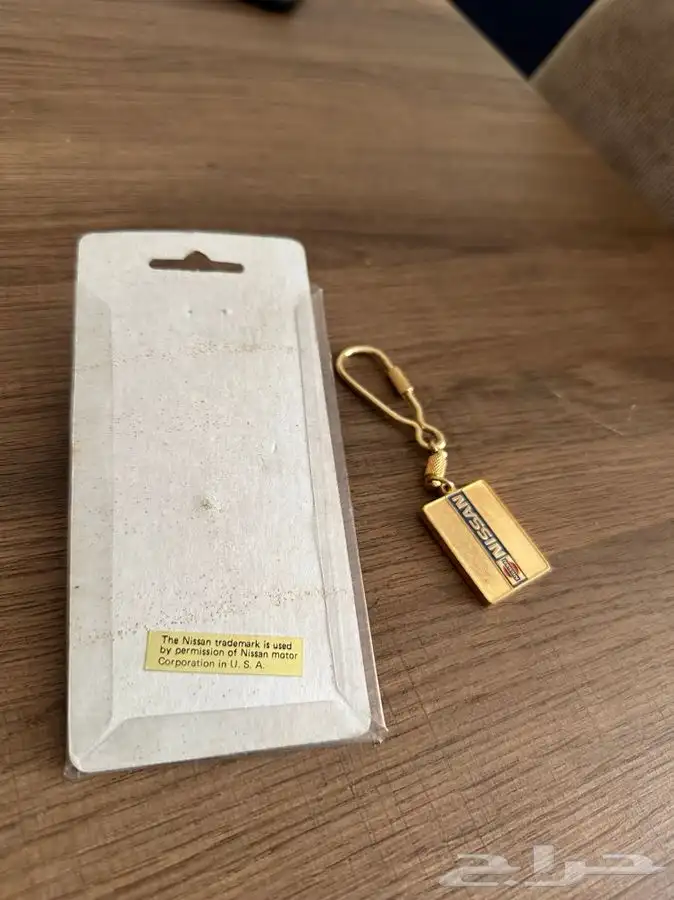 The Nissan trademark is used
by permission of Nissan motor
Corporation in U. S. A.
NISSAN
حراج